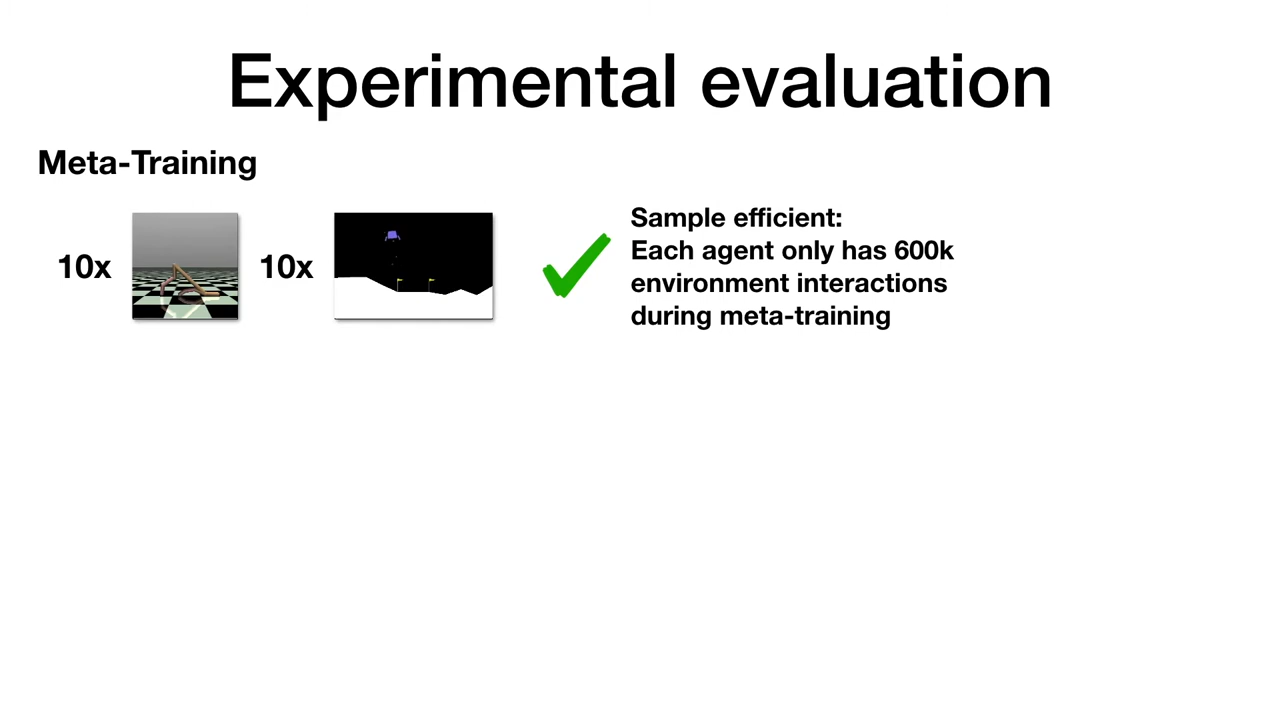 Experimental evaluation
Meta-Training
10x
10x
Sample efficient:
Each agent only has 600k
environment interactions
during meta-training